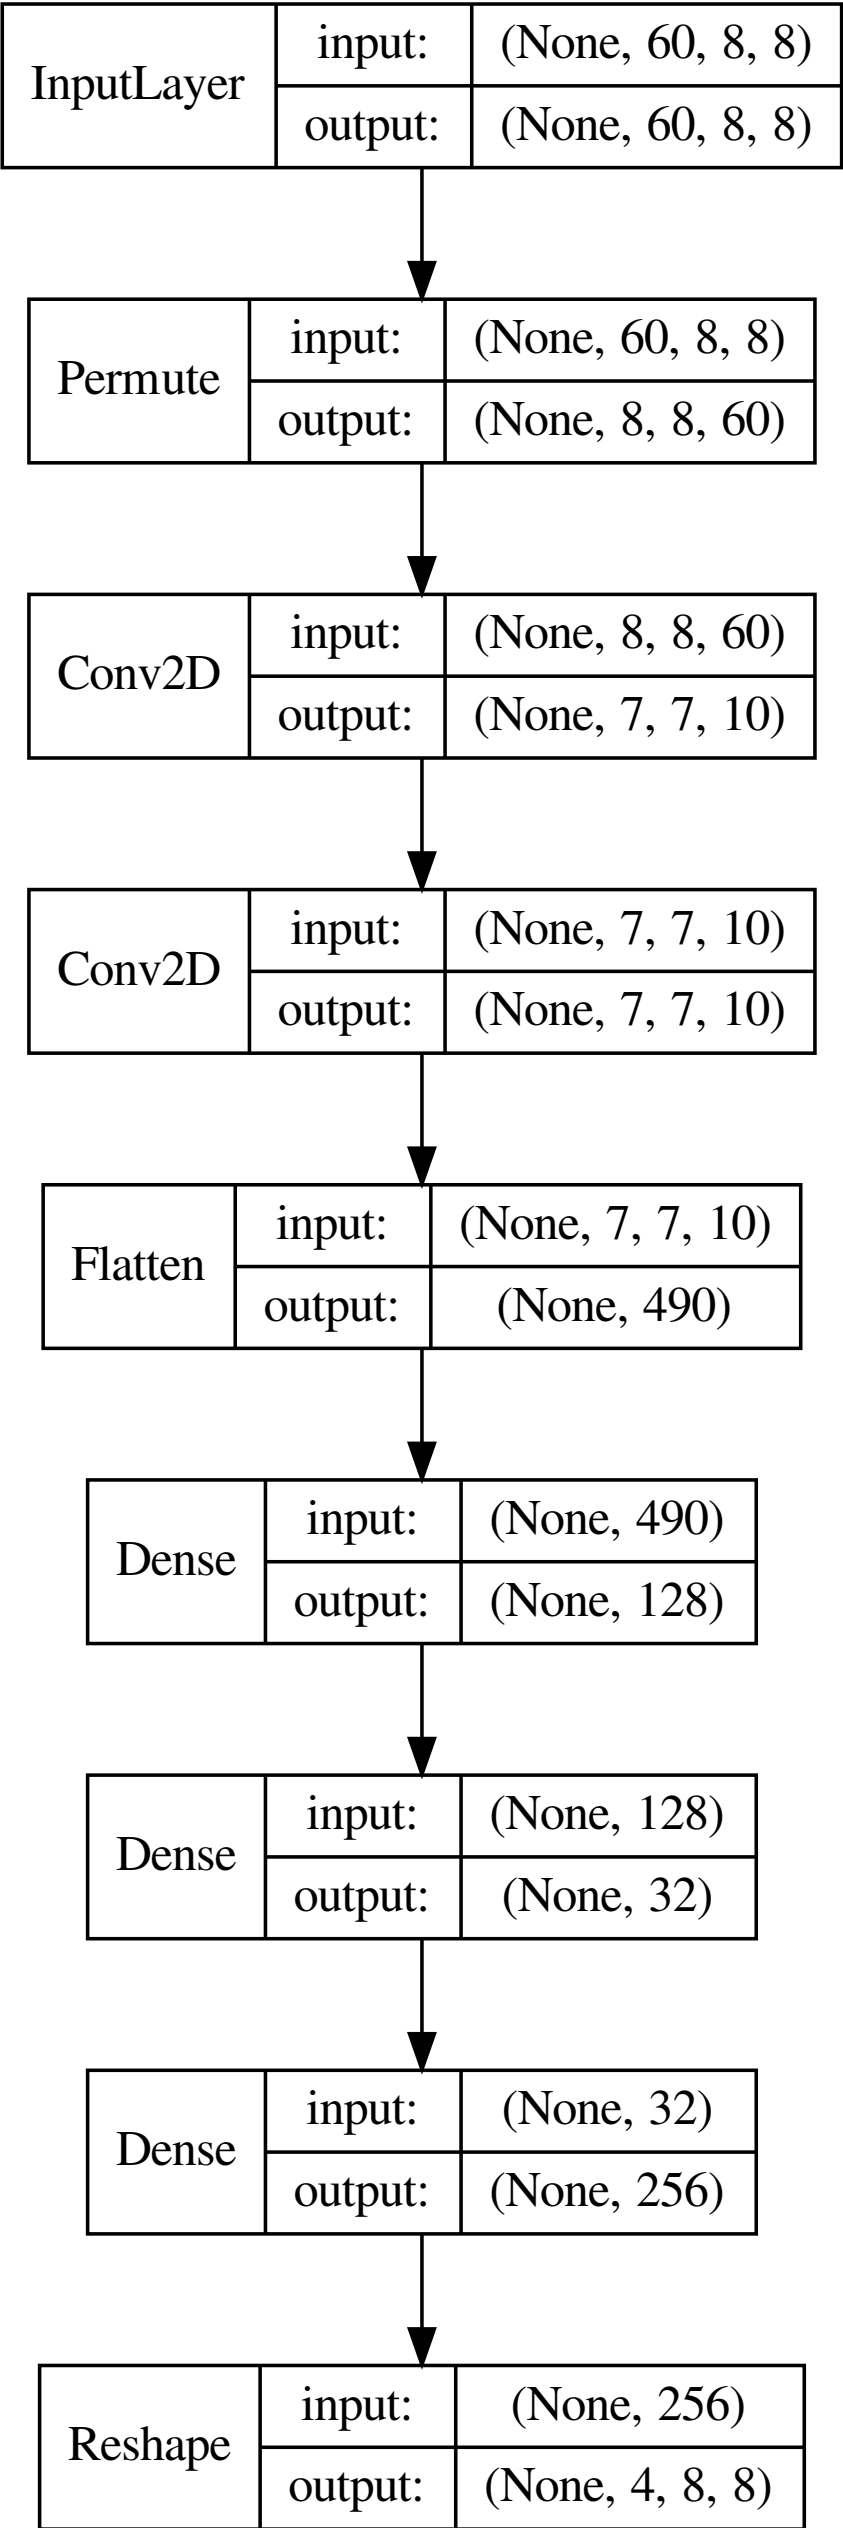 InputLayer
input: (None, 60, 8, 8)
output: (None, 60, 8, 8)
Permute
input: (None, 60, 8, 8)
output: (None, 8, 8, 60)
Conv2D
input: (None, 8, 8, 60)
output: (None, 7, 7, 10)
Conv2D
input: (None, 7, 7, 10)
output: (None, 7, 7, 10)
Flatten
input: (None, 7, 7, 10)
output: (None, 490)
Dense
input: (None, 490)
output: (None, 128)
Dense
input: (None, 128)
output: (None, 32)
Dense
input: (None, 32)
output: (None, 256)
Reshape
input: (None, 256)
output: (None, 4, 8, 8)